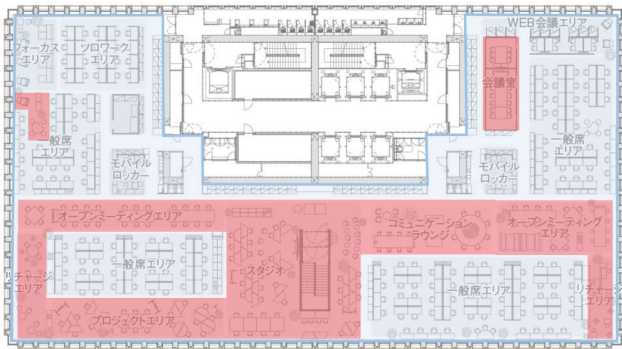 WEB会議エリア
フォーカス
エリア
ソロワーク
エリア
会議室
一般席
エリア
一般席
エリア
モバイル
ロッカー
モバイル
ロッカー
オープンミーティングエリア
コミュニケーション
ラウンジ
オープンミーティング
エリア
一般席エリア
スタジオ
リチャージ
エリア
一般席エリア
リチャージ
エリア
プロジェクトエリア